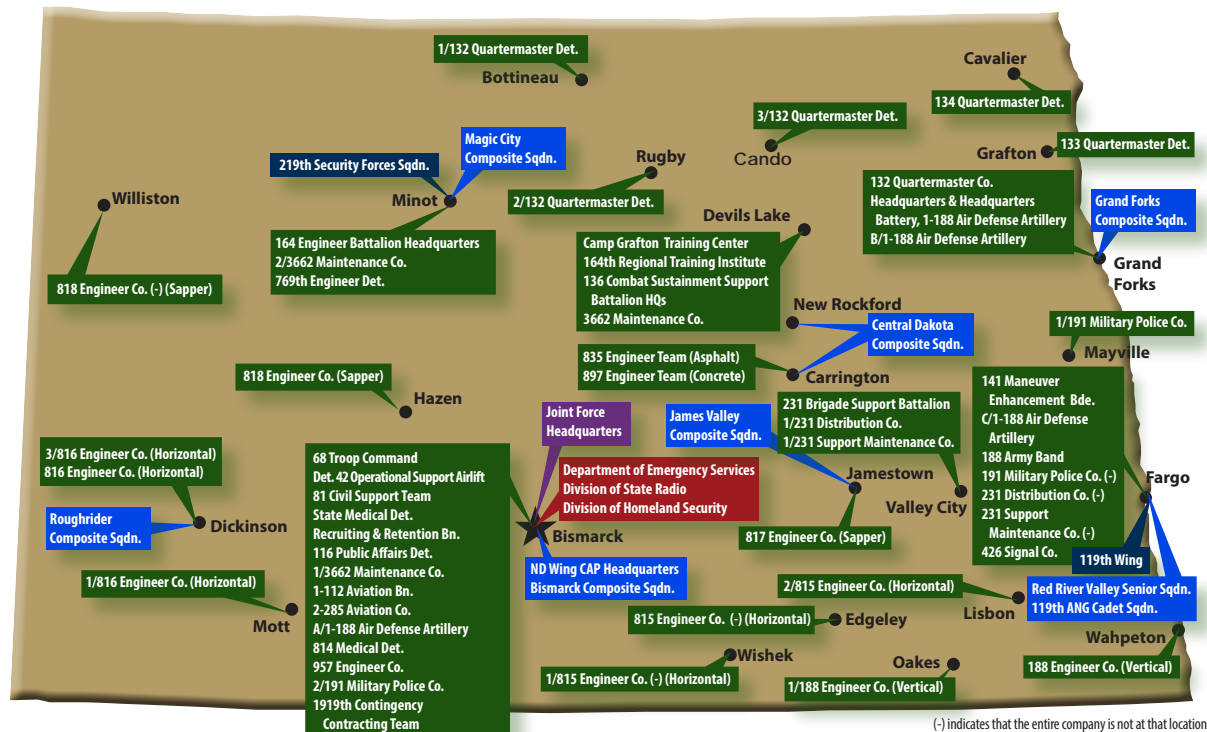 1/132 Quartermaster Det.
Bottineau
Cavalier
134 Quartermaster Det.
3/132 Quartermaster Det.
Cando
Grafton
133 Quartermaster Det.
Magic City
Composite Sqdn.
219th Security Forces Sqdn.
Minot
Rugby
2/132 Quartermaster Det.
Williston
818 Engineer Co. (-) (Sapper)
164 Engineer Battalion Headquarters
2/3662 Maintenance Co.
769th Engineer Det.
Devils Lake
Camp Grafton Training Center
164th Regional Training Institute
136 Combat Sustainment Support
Battalion HQs
3662 Maintenance Co.
132 Quartermaster Co.
Headquarters & Headquarters
Battery, 1-188 Air Defense Artillery
B/1-188 Air Defense Artillery
Grand Forks
Composite Sqdn.
Grand
Forks
New Rockford
Central Dakota
Composite Sqdn.
835 Engineer Team (Asphalt)
897 Engineer Team (Concrete)
Carrington
1/191 Military Police Co.
Mayville
818 Engineer Co. (Sapper)
Hazen
Joint Force
Headquarters
James Valley
Composite Sqdn.
231 Brigade Support Battalion
1/231 Distribution Co.
1/231 Support Maintenance Co.
Jamestown
Valley City
817 Engineer Co. (Sapper)
141 Maneuver
Enhancement Bde.
C/1-188 Air Defense
Artillery
188 Army Band
191 Military Police Co. (-)
231 Distribution Co. (-)
231 Support
Maintenance Co. (-)
426 Signal Co.
Fargo
119th Wing
Red River Valley Senior Sqdn.
119th ANG Cadet Sqdn.
3/816 Engineer Co. (Horizontal)
816 Engineer Co. (Horizontal)
Roughrider
Composite Sqdn.
Dickinson
1/816 Engineer Co. (Horizontal)
Mott
68 Troop Command
Det. 42 Operational Support Airlift
81 Civil Support Team
State Medical Det.
Recruiting & Retention Bn.
116 Public Affairs Det.
1/3662 Maintenance Co.
1-112 Aviation Bn.
2-285 Aviation Co.
A/1-188 Air Defense Artillery
814 Medical Det.
957 Engineer Co.
2/191 Military Police Co.
1919th Contingency
Contracting Team
Department of Emergency Services
Division of State Radio
Division of Homeland Security
Bismarck
ND Wing CAP Headquarters
Bismarck Composite Sqdn.
2/815 Engineer Co. (Horizontal)
Lisbon
815 Engineer Co. (-) (Horizontal)
Edgeley
Wishek
1/815 Engineer Co. (-) (Horizontal)
Oakes
1/188 Engineer Co. (Vertical)
Wahpeton
188 Engineer Co. (Vertical)
(-) indicates that the entire company is not at that location